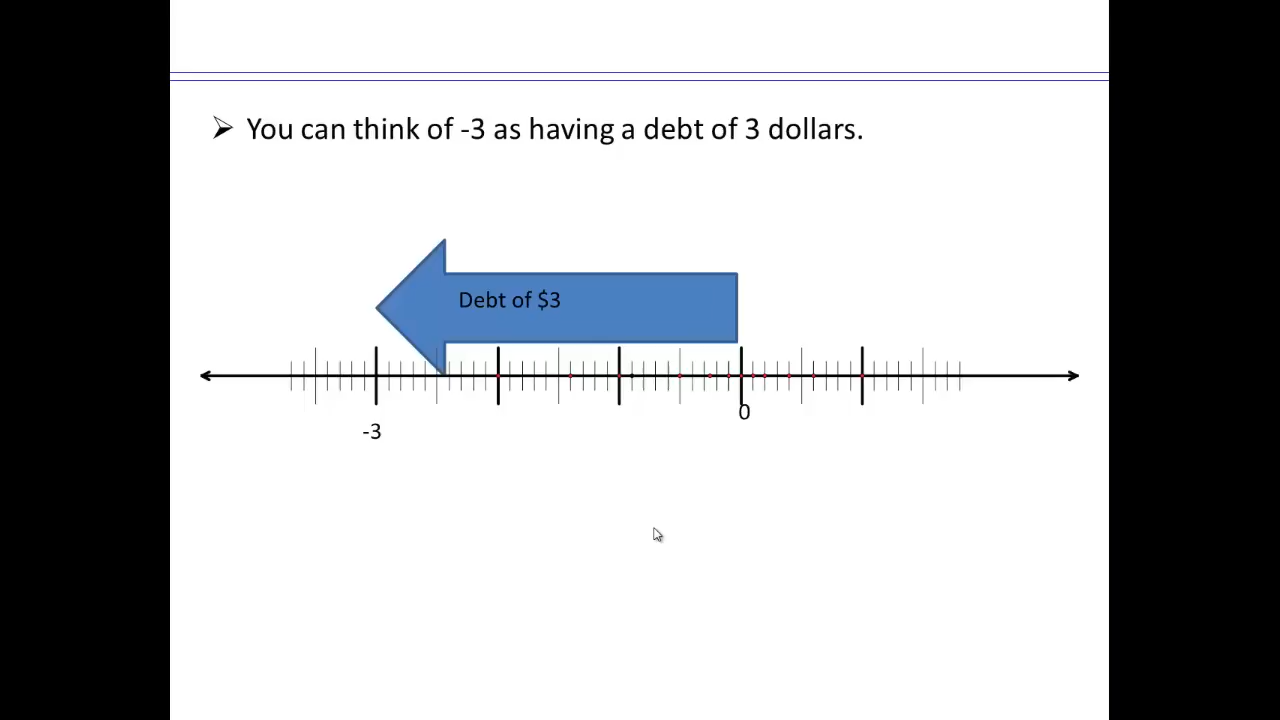 You can think of -3 as having a debt of 3 dollars.
Debt of $3
0
-3